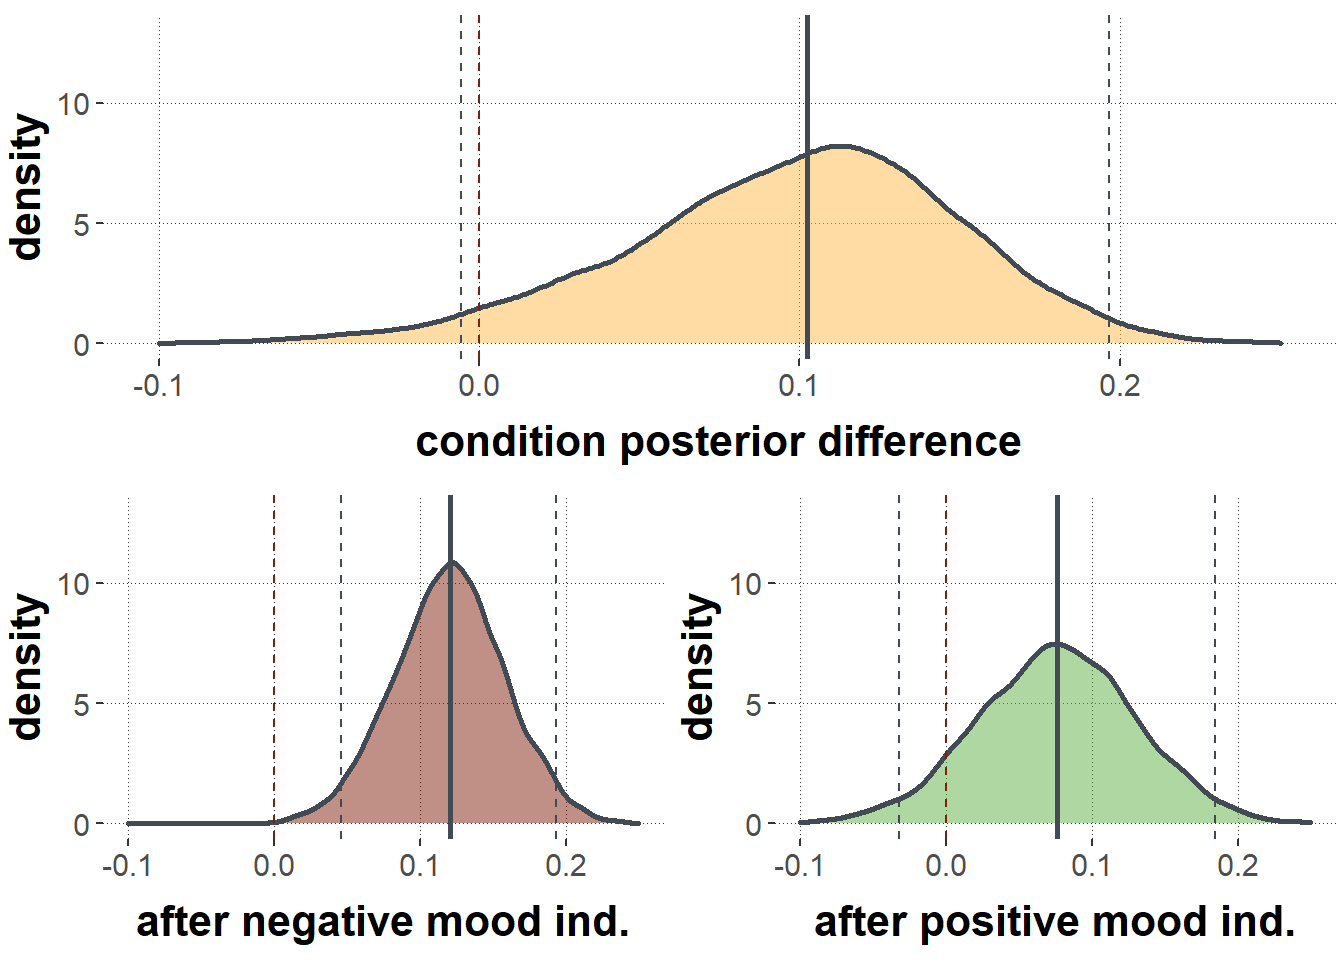 density
10
5
0
-0.1 0.0 0.1 0.2
condition posterior difference
density
10
5
0
-0.1 0.0 0.1 0.2
after negative mood ind.
density
10
5
0
-0.1 0.0 0.1 0.2
after positive mood ind.